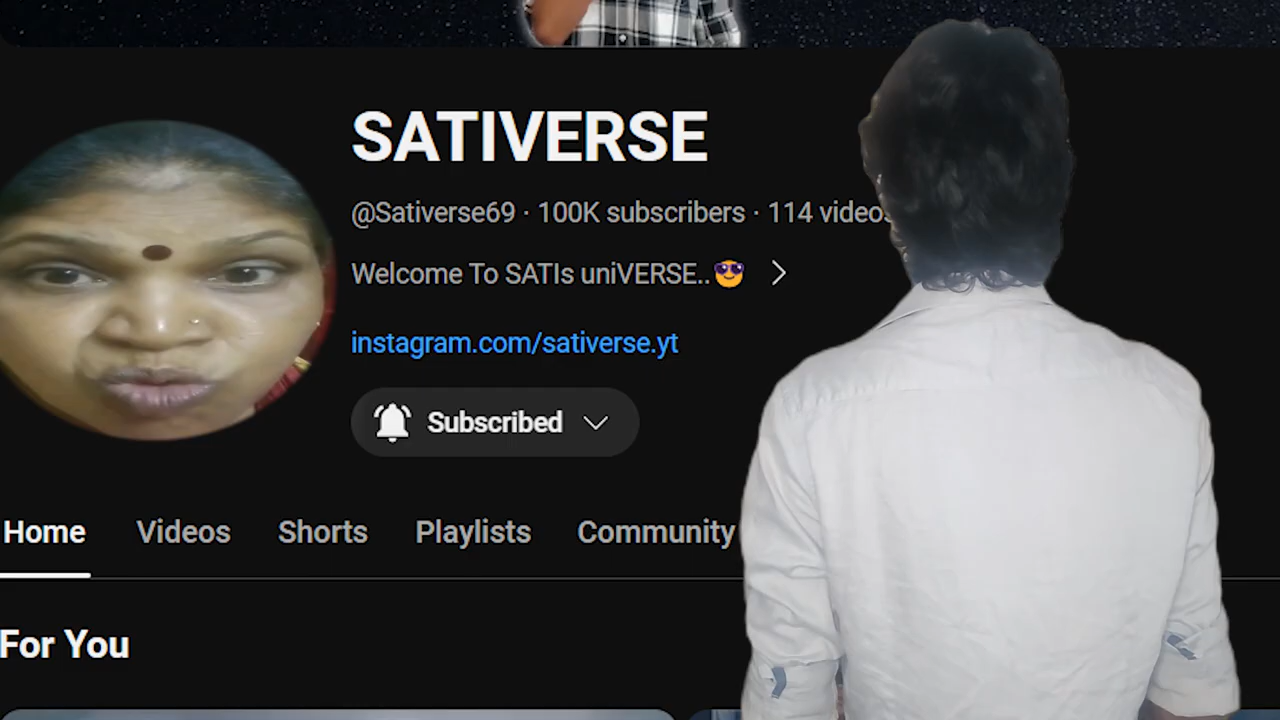 SATIVERSE
@Sativerse69 · 100K subscribers · 114 videos
Welcome To SATIs uniVERSE..😎
instagram.com/sativerse.yt
Subscribed
Home Videos Shorts Playlists Community
For You